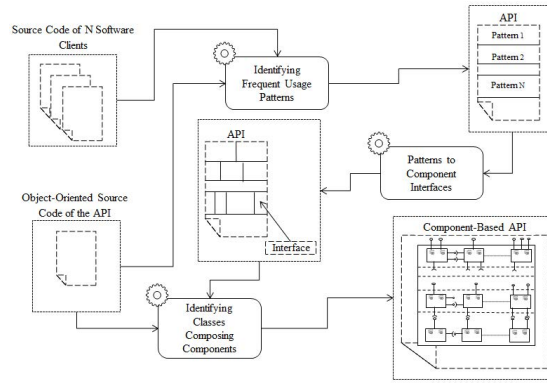 Source Code of N Software
Clients
Identifying
Frequent Usage
Patterns
API
Pattern 1
Pattern 2
Pattern N
API
Interface
Patterns to
Component
Interfaces
Object-Oriented Source
Code of the API
Identifying
Classes
Composing
Components
Component-Based API